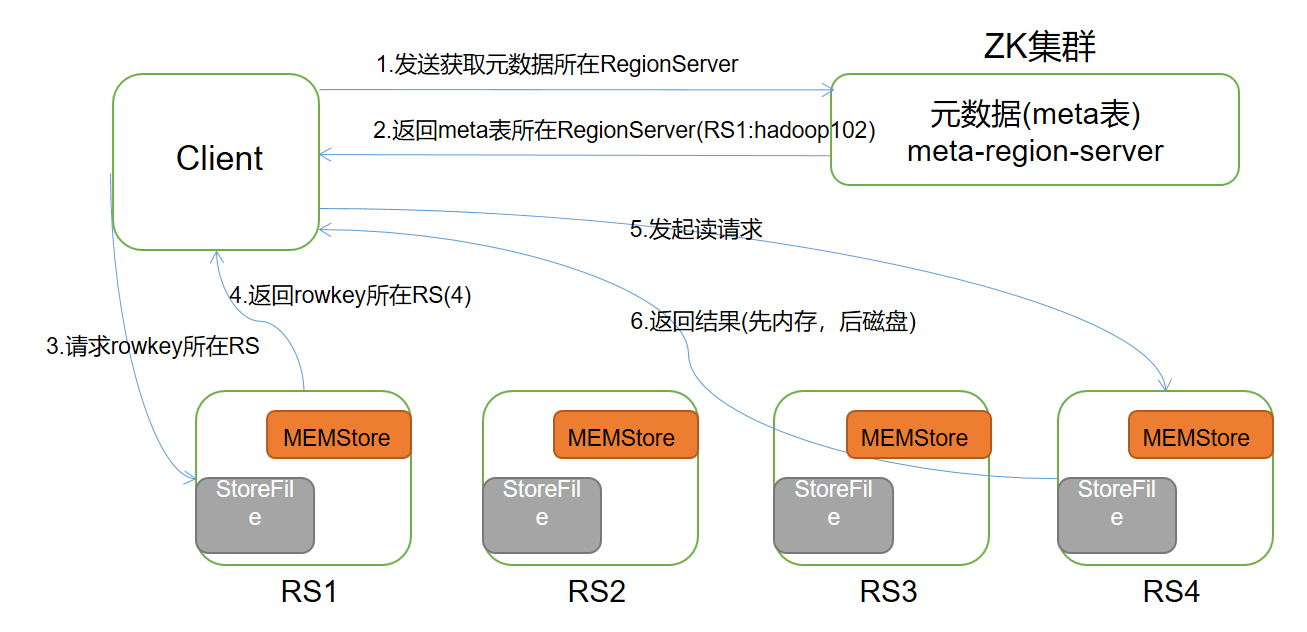 ZK集群
1.发送获取元数据所在RegionServer
元数据(meta表)
meta-region-server
2.返回meta表所在RegionServer(RS1:hadoop102)
Client
5.发起读请求
4.返回rowkey所在RS(4)
6.返回结果(先内存，后磁盘)
3.请求rowkey所在RS
MEMStore
StoreFil
e
RS1
MEMStore
StoreFil
e
RS2
MEMStore
StoreFil
e
RS3
MEMStore
StoreFil
e
RS4